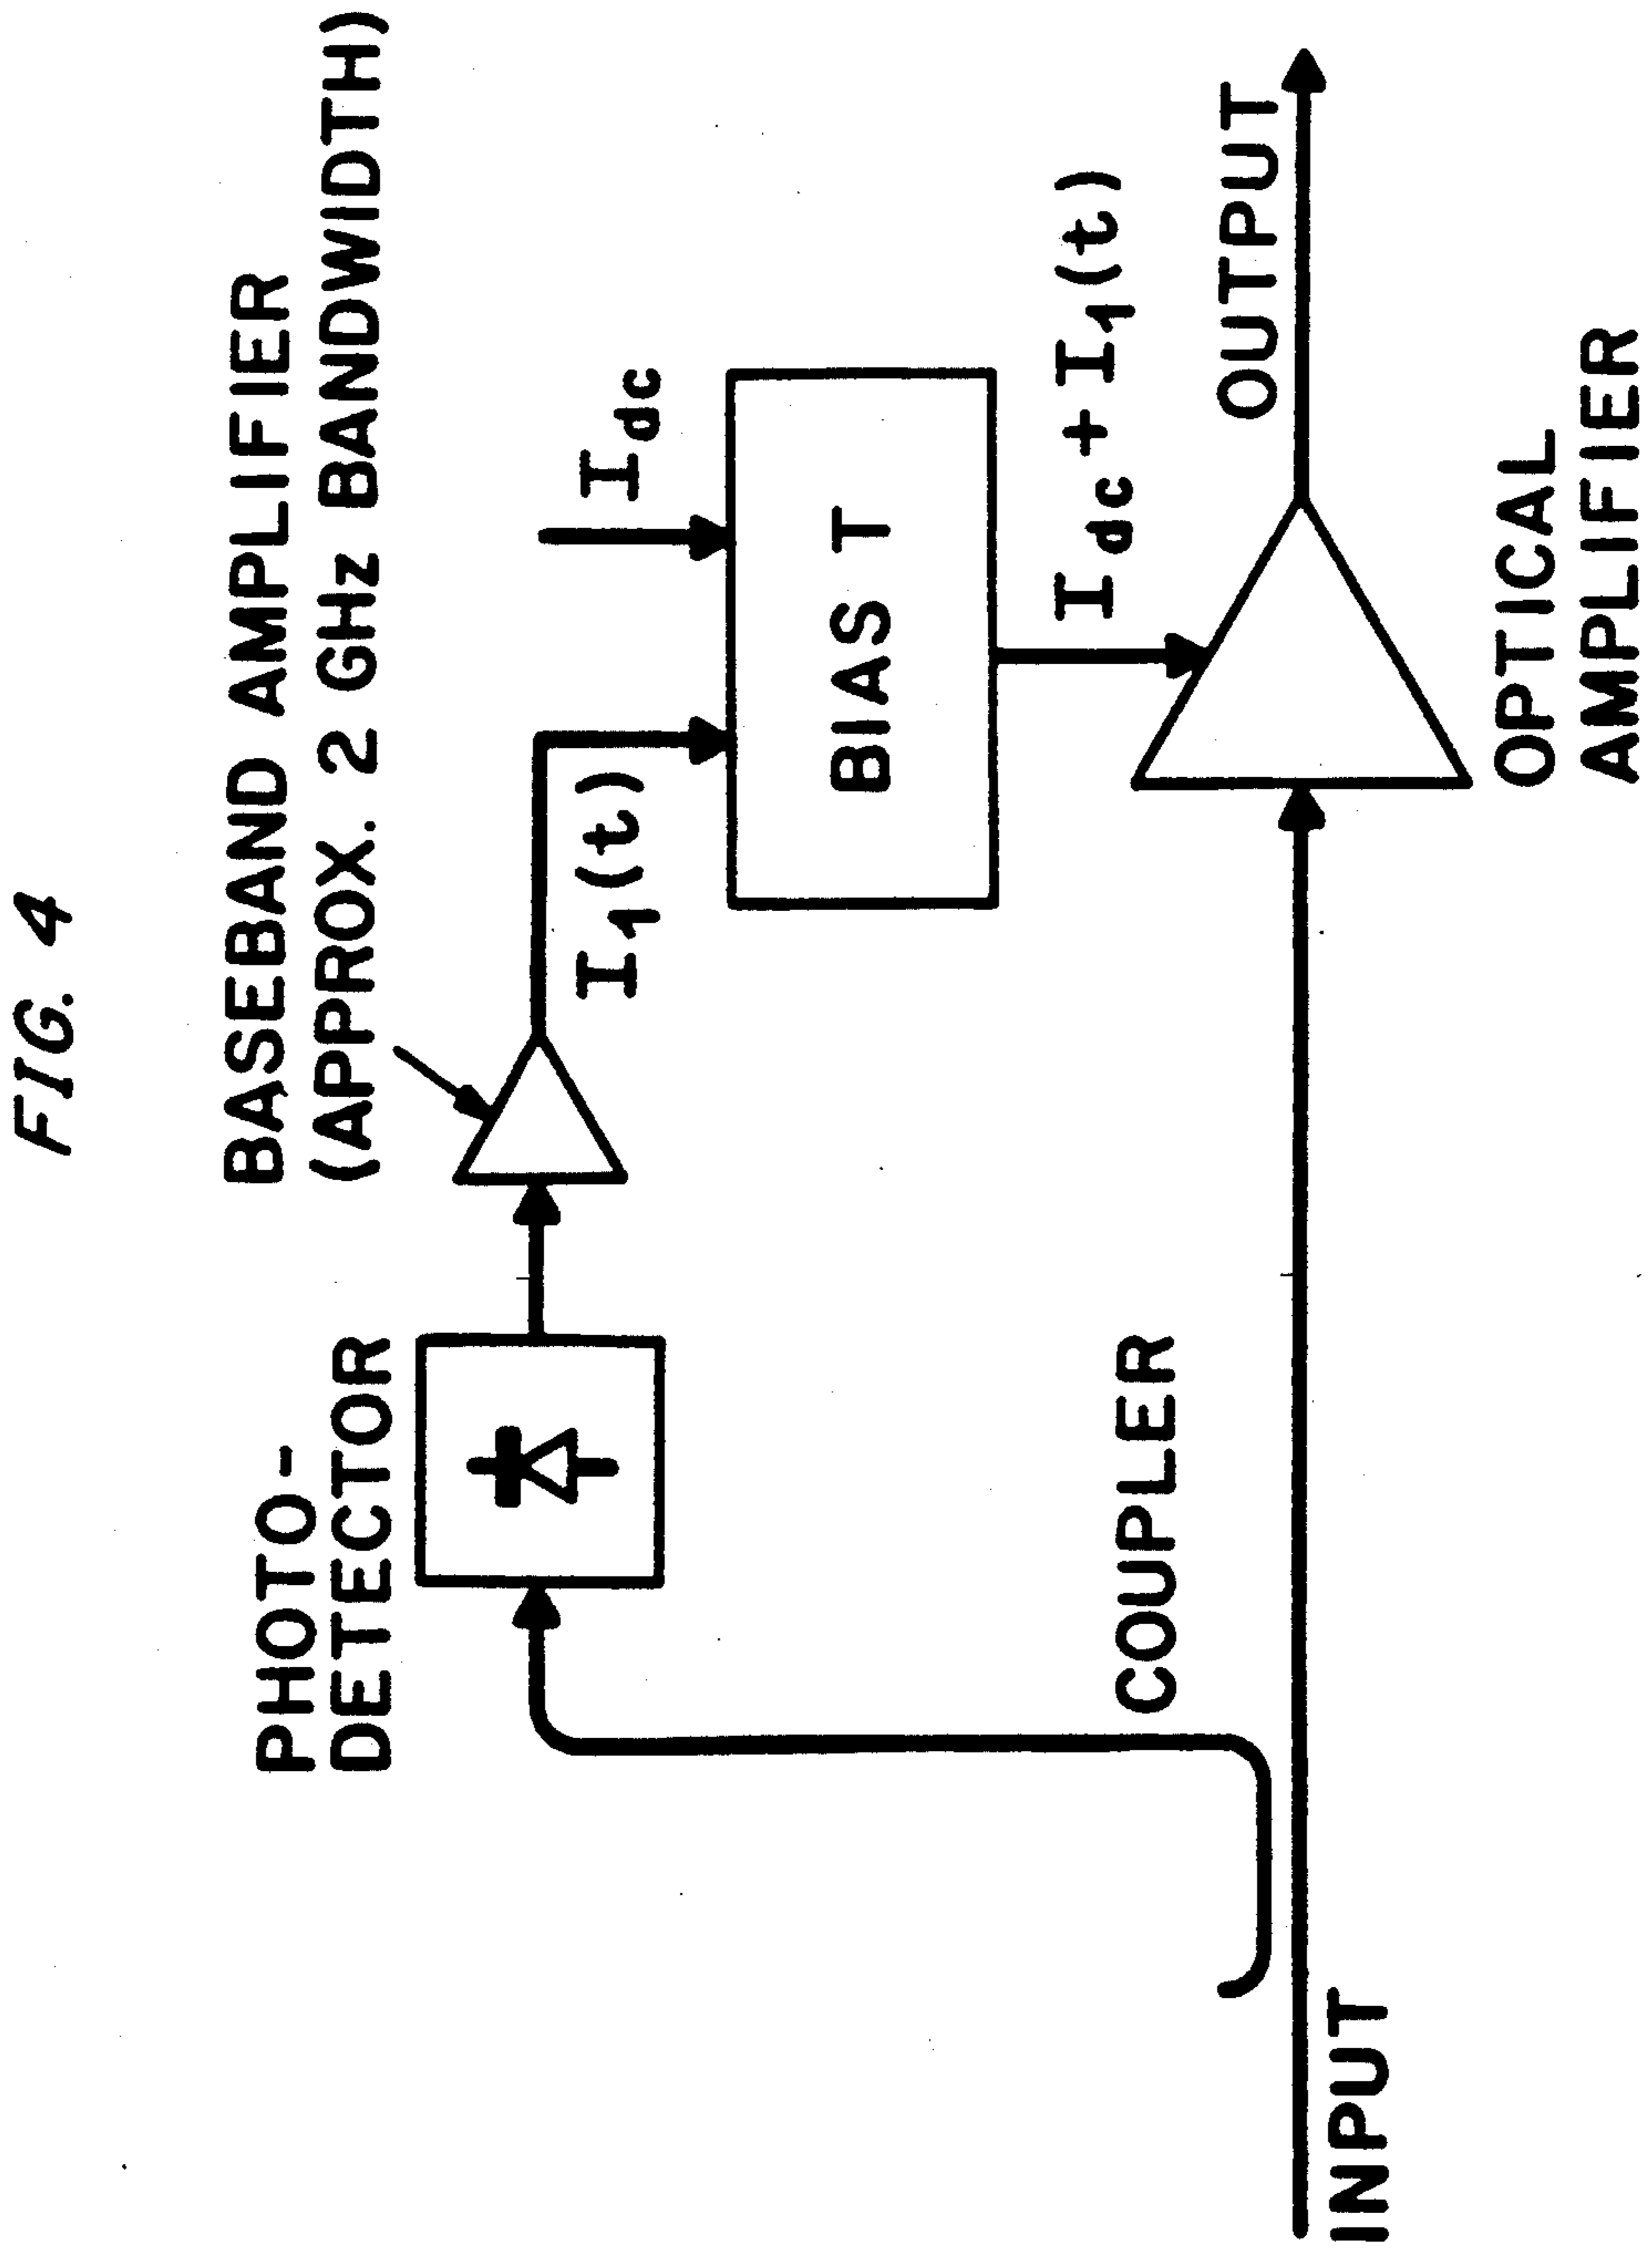 FIG. 4
BASEBAND AMPLIFIER
(APPROX. 2 GHz BANDWIDTH)
PHOTO-
DETECTOR
I1(t)
Idc
BIAS T
Idc + I1(t)
COUPLER
INPUT
OUTPUT
OPTICAL
AMPLIFIER